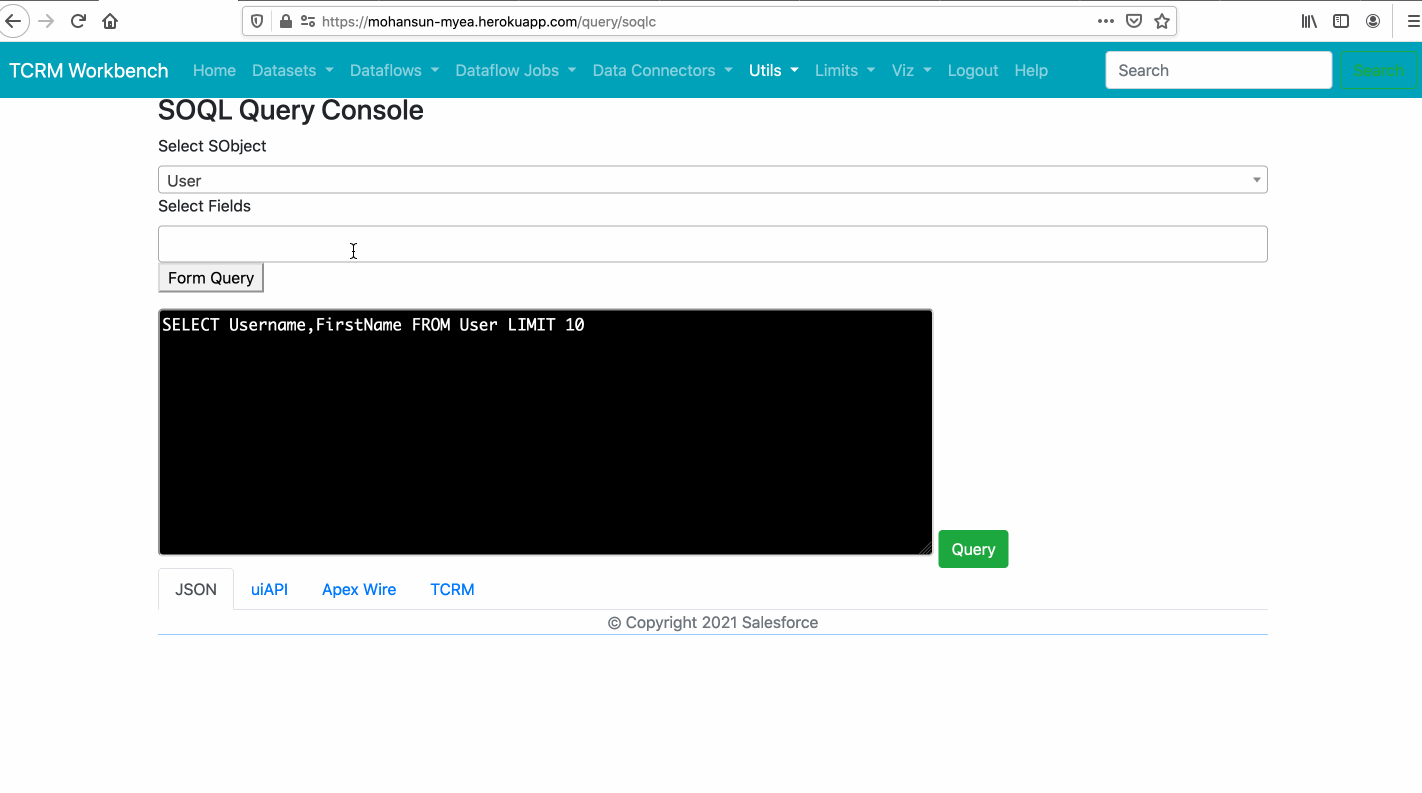 https://mohansun-myea.herokuapp.com/query/soqlc
TCRM Workbench Home Datasets Dataflows Dataflow Jobs Data Connectors Utils Limits Viz Logout Help Search Search
SOQL Query Console
Select SObject
User
Select Fields
Form Query
SELECT Username,FirstName FROM User LIMIT 10
Query
JSON uiAPI Apex Wire TCRM
© Copyright 2021 Salesforce